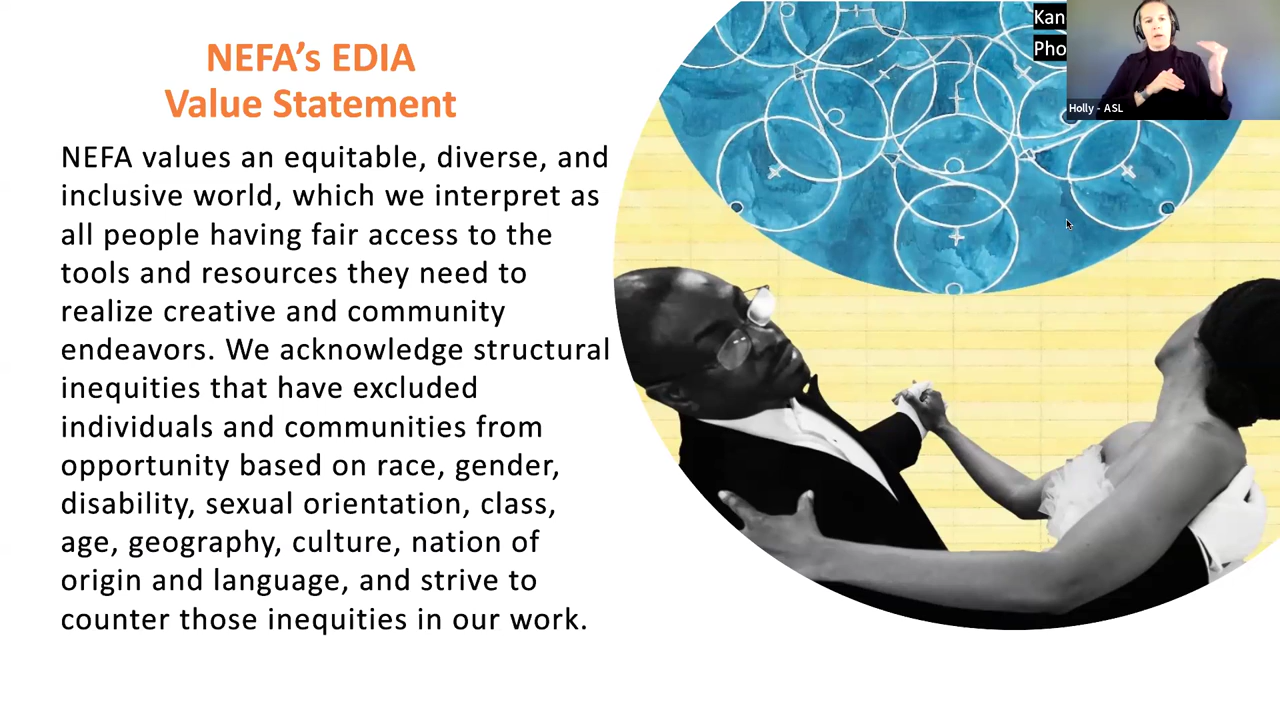 NEFA’s EDIA
Value Statement
NEFA values an equitable, diverse, and
inclusive world, which we interpret as
all people having fair access to the
tools and resources they need to
realize creative and community
endeavors. We acknowledge structural
inequities that have excluded
individuals and communities from
opportunity based on race, gender,
disability, sexual orientation, class,
age, geography, culture, nation of
origin and language, and strive to
counter those inequities in our work.
Kan
Pho
Holly - ASL